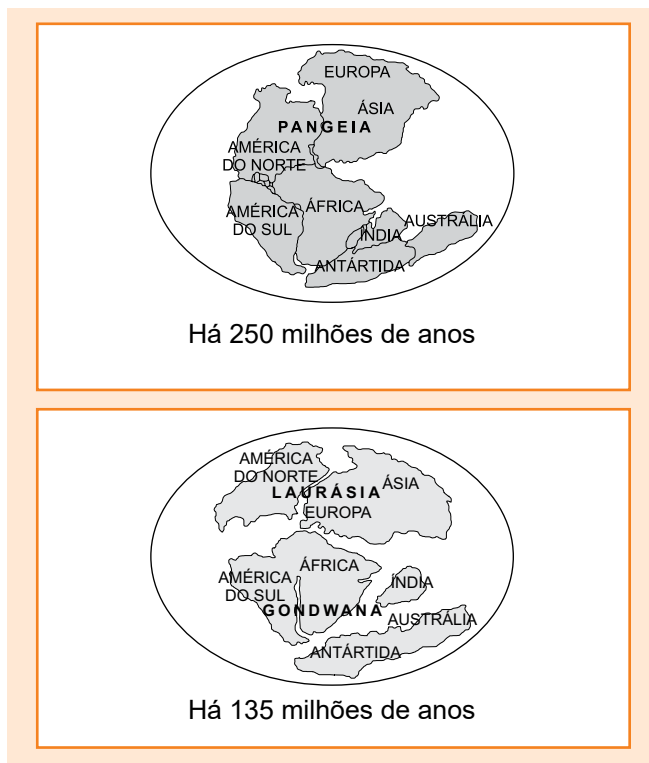 EUROPA
ÁSIA
PANGEIA
AMÉRICA
DO NORTE
AMÉRICA
DO SUL
ÁFRICA
AUSTRÁLIA
ÍNDIA
ANTÁRTIDA
Há 250 milhões de anos
AMÉRICA
DO NORTE
ÁSIA
LAURÁSIA
EUROPA
ÁFRICA
AMÉRICA
DO SUL
ÍNDIA
GONDWANA
AUSTRÁLIA
ANTÁRTIDA
Há 135 milhões de anos